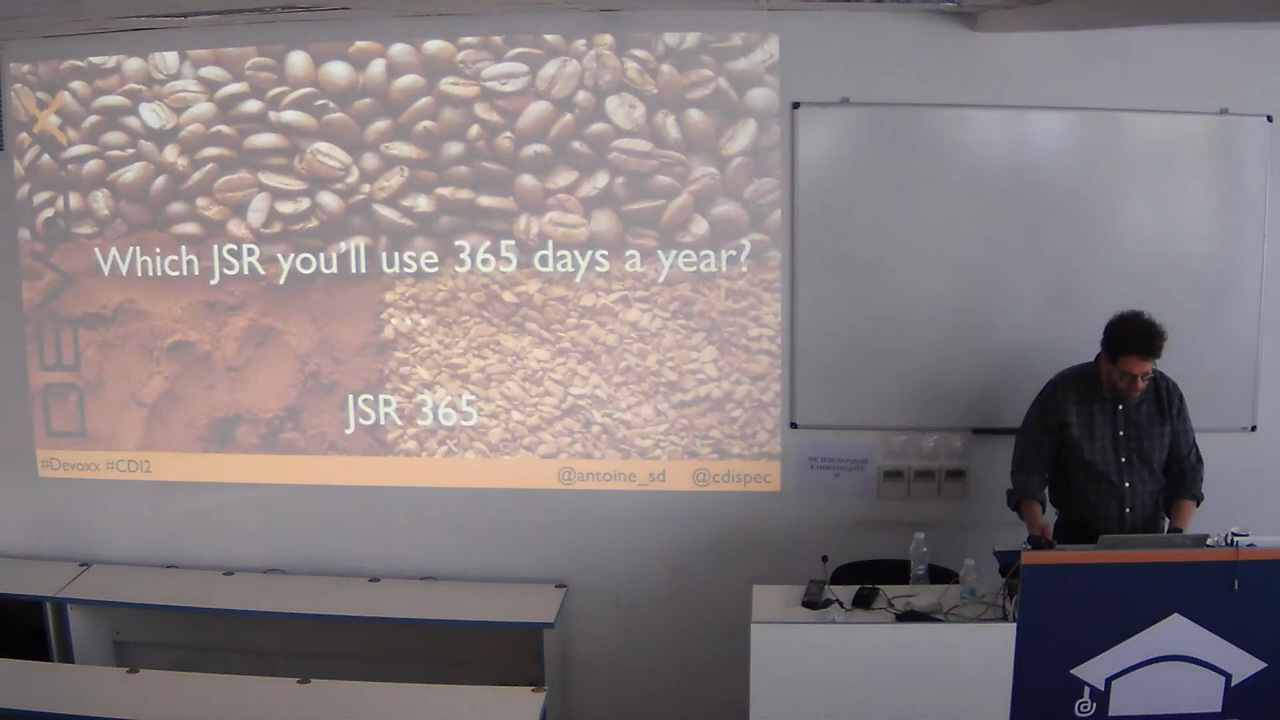 Which JSR you'll use 365 days a year?
JSR 365
#Devoxx #CDI2
@antoine_sd @cdispec